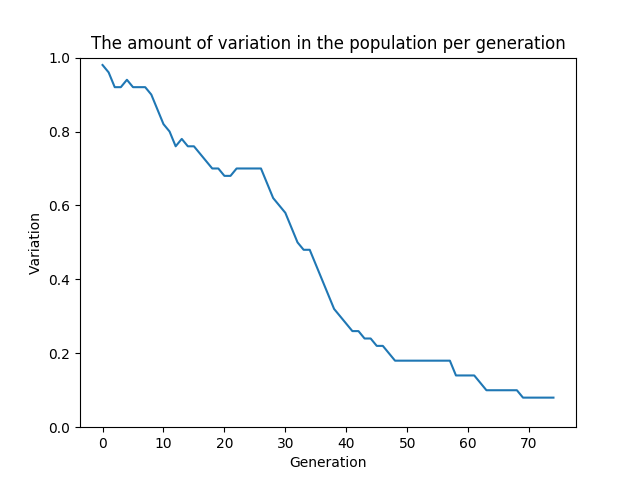 The amount of variation in the population per generation
1.0
0.8
0.6
0.4
0.2
0.0
Variation
0 10 20 30 40 50 60 70
Generation